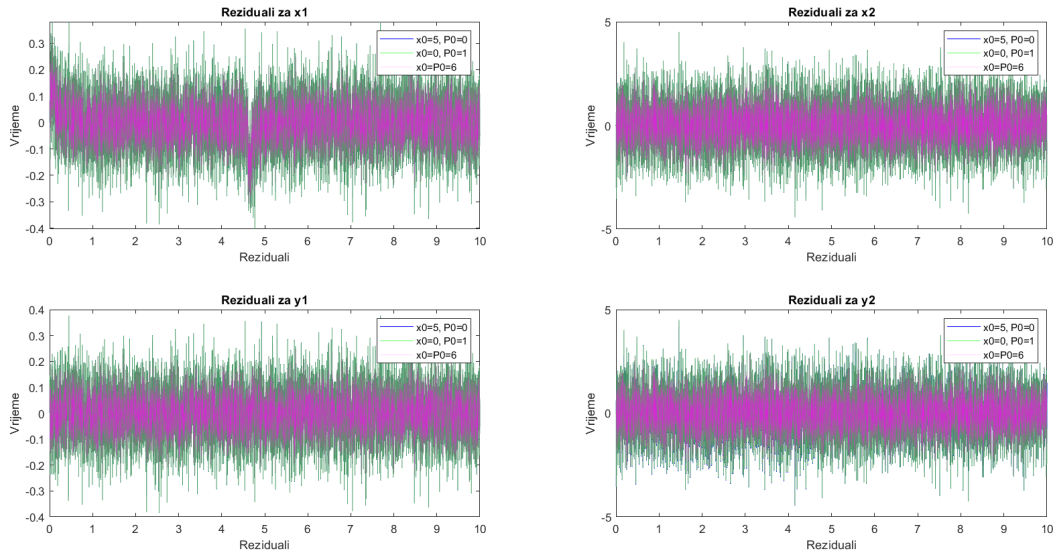 Reziduali za x1
0.3
0.2
0.1
0
-0.1
-0.2
-0.3
-0.4
Vrijeme
x0=5, P0=0
x0=0, P0=1
x0=P0=6
0 1 2 3 4 5 6 7 8 9 10
Reziduali
Reziduali za x2
5
0
-5
Vrijeme
x0=5, P0=0
x0=0, P0=1
x0=P0=6
0 1 2 3 4 5 6 7 8 9 10
Reziduali
Reziduali za y1
0.4
0.3
0.2
0.1
0
-0.1
-0.2
-0.3
-0.4
Vrijeme
x0=5, P0=0
x0=0, P0=1
x0=P0=6
0 1 2 3 4 5 6 7 8 9 10
Reziduali
Reziduali za y2
5
0
-5
Vrijeme
x0=5, P0=0
x0=0, P0=1
x0=P0=6
0 1 2 3 4 5 6 7 8 9 10
Reziduali